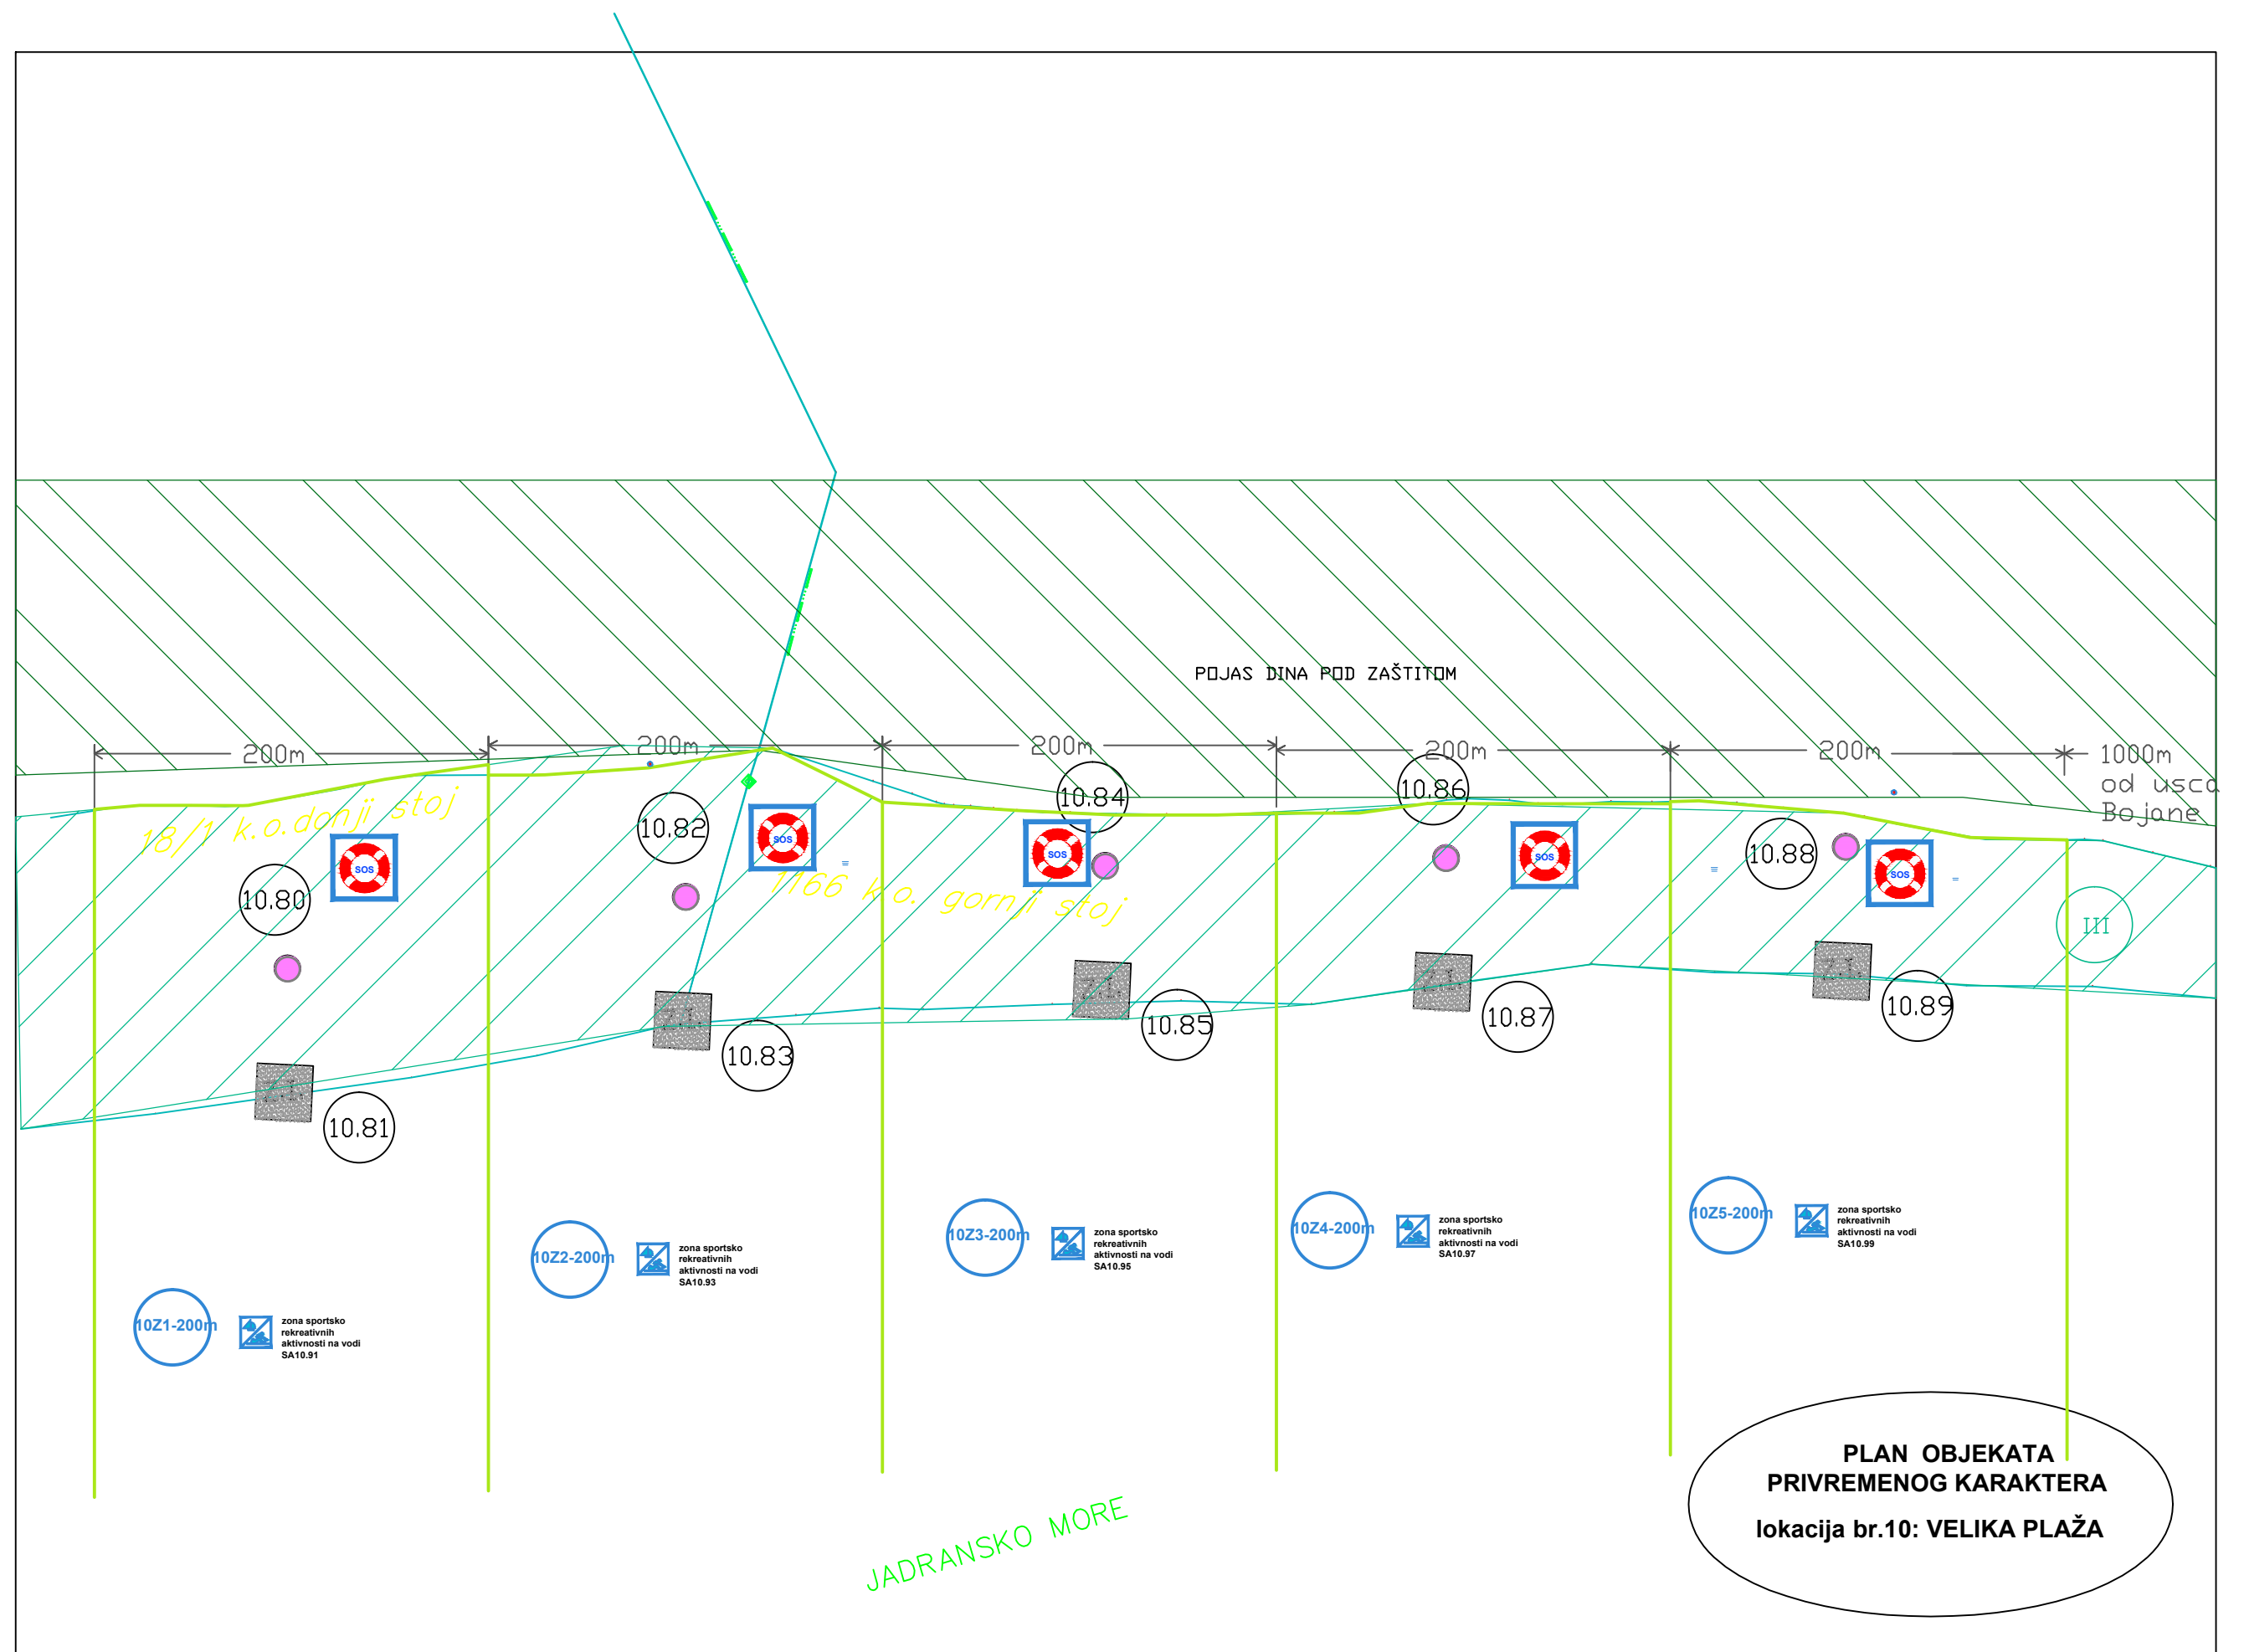 POJAS DINA POD ZAŠTITOM
200m
200m
200m
200m
200m
1000m
od usca
Bojane
18/1 k.o.donji stoj
1166 k.o. gornji stoj
10.80
10.82
10.84
10.86
10.88
SOS
SOS
SOS
SOS
SOS
III
10.81
10.83
10.85
10.87
10.89
10Z1-200m
zona sportsko
rekreativnih
aktivnosti na vodi
SA10.91
10Z2-200m
zona sportsko
rekreativnih
aktivnosti na vodi
SA10.93
10Z3-200m
zona sportsko
rekreativnih
aktivnosti na vodi
SA10.95
10Z4-200m
zona sportsko
rekreativnih
aktivnosti na vodi
SA10.97
10Z5-200m
zona sportsko
rekreativnih
aktivnosti na vodi
SA10.99
JADRANSKO MORE
PLAN OBJEKATA
PRIVREMENOG KARAKTERA
lokacija br.10: VELIKA PLAŽA